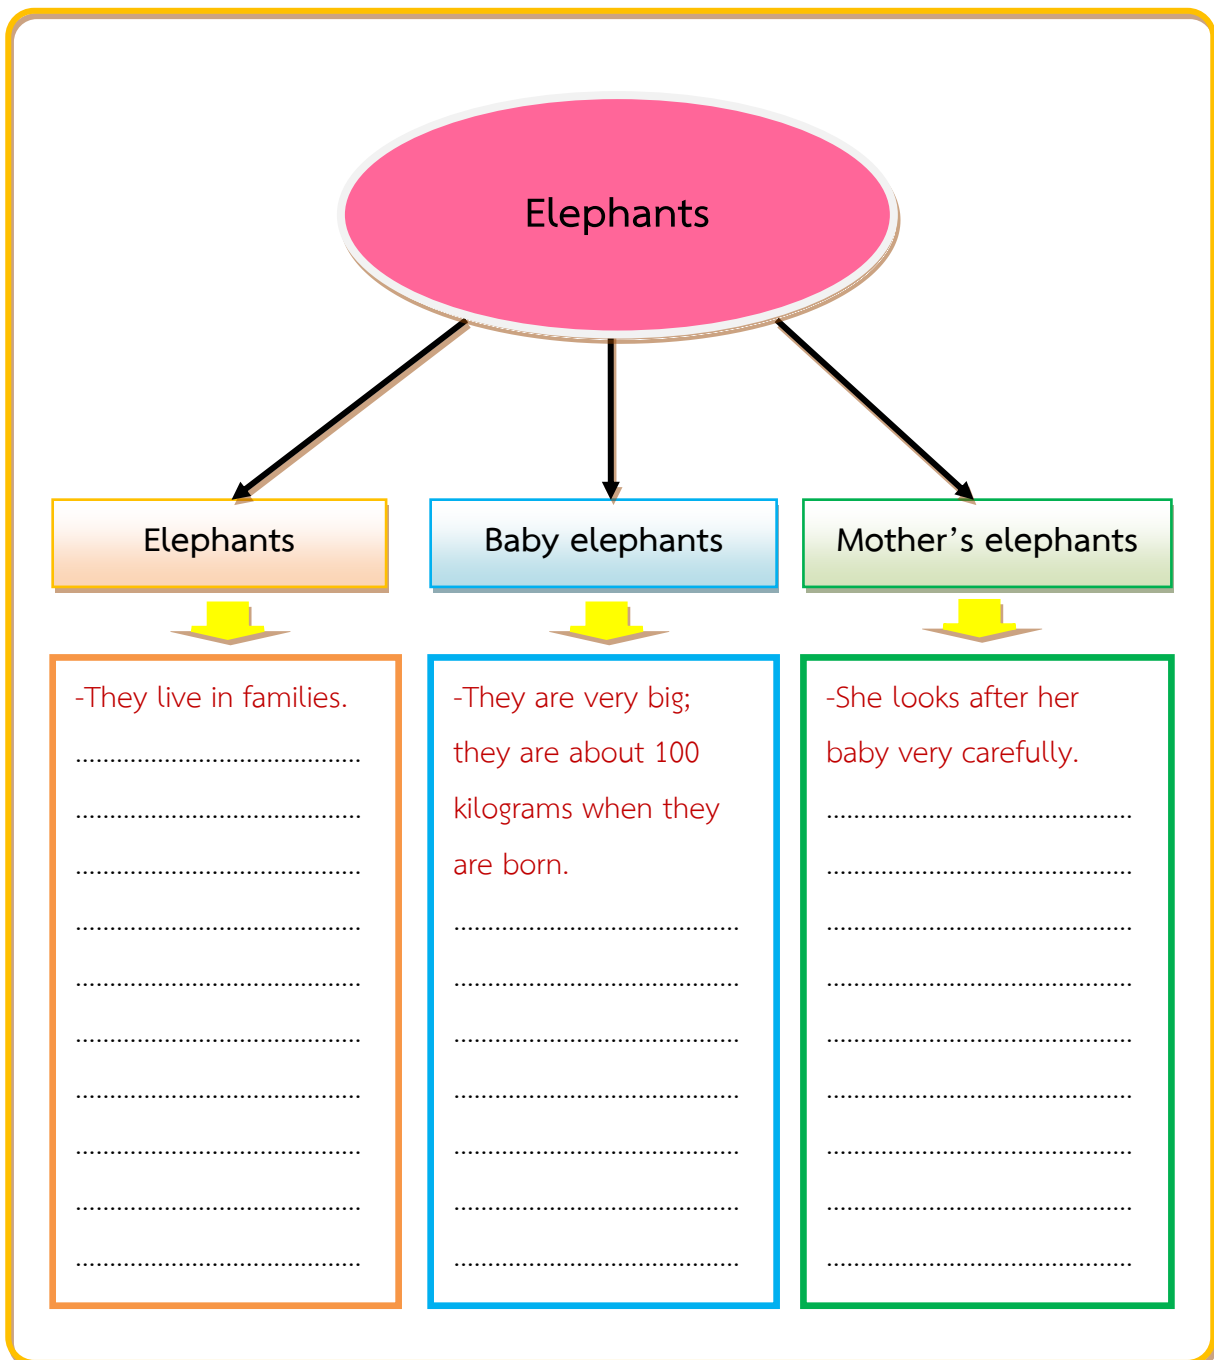 Elephants
Elephants
Baby elephants
Mother’s elephants
-They live in families.
..........................................
..........................................
..........................................
..........................................
..........................................
..........................................
..........................................
..........................................
..........................................
..........................................
-They are very big;
they are about 100
kilograms when they
are born.
..........................................
..........................................
..........................................
..........................................
..........................................
..........................................
..........................................
-She looks after her
baby very carefully.
.............................................
.............................................
.............................................
.............................................
.............................................
.............................................
.............................................
.............................................
.............................................